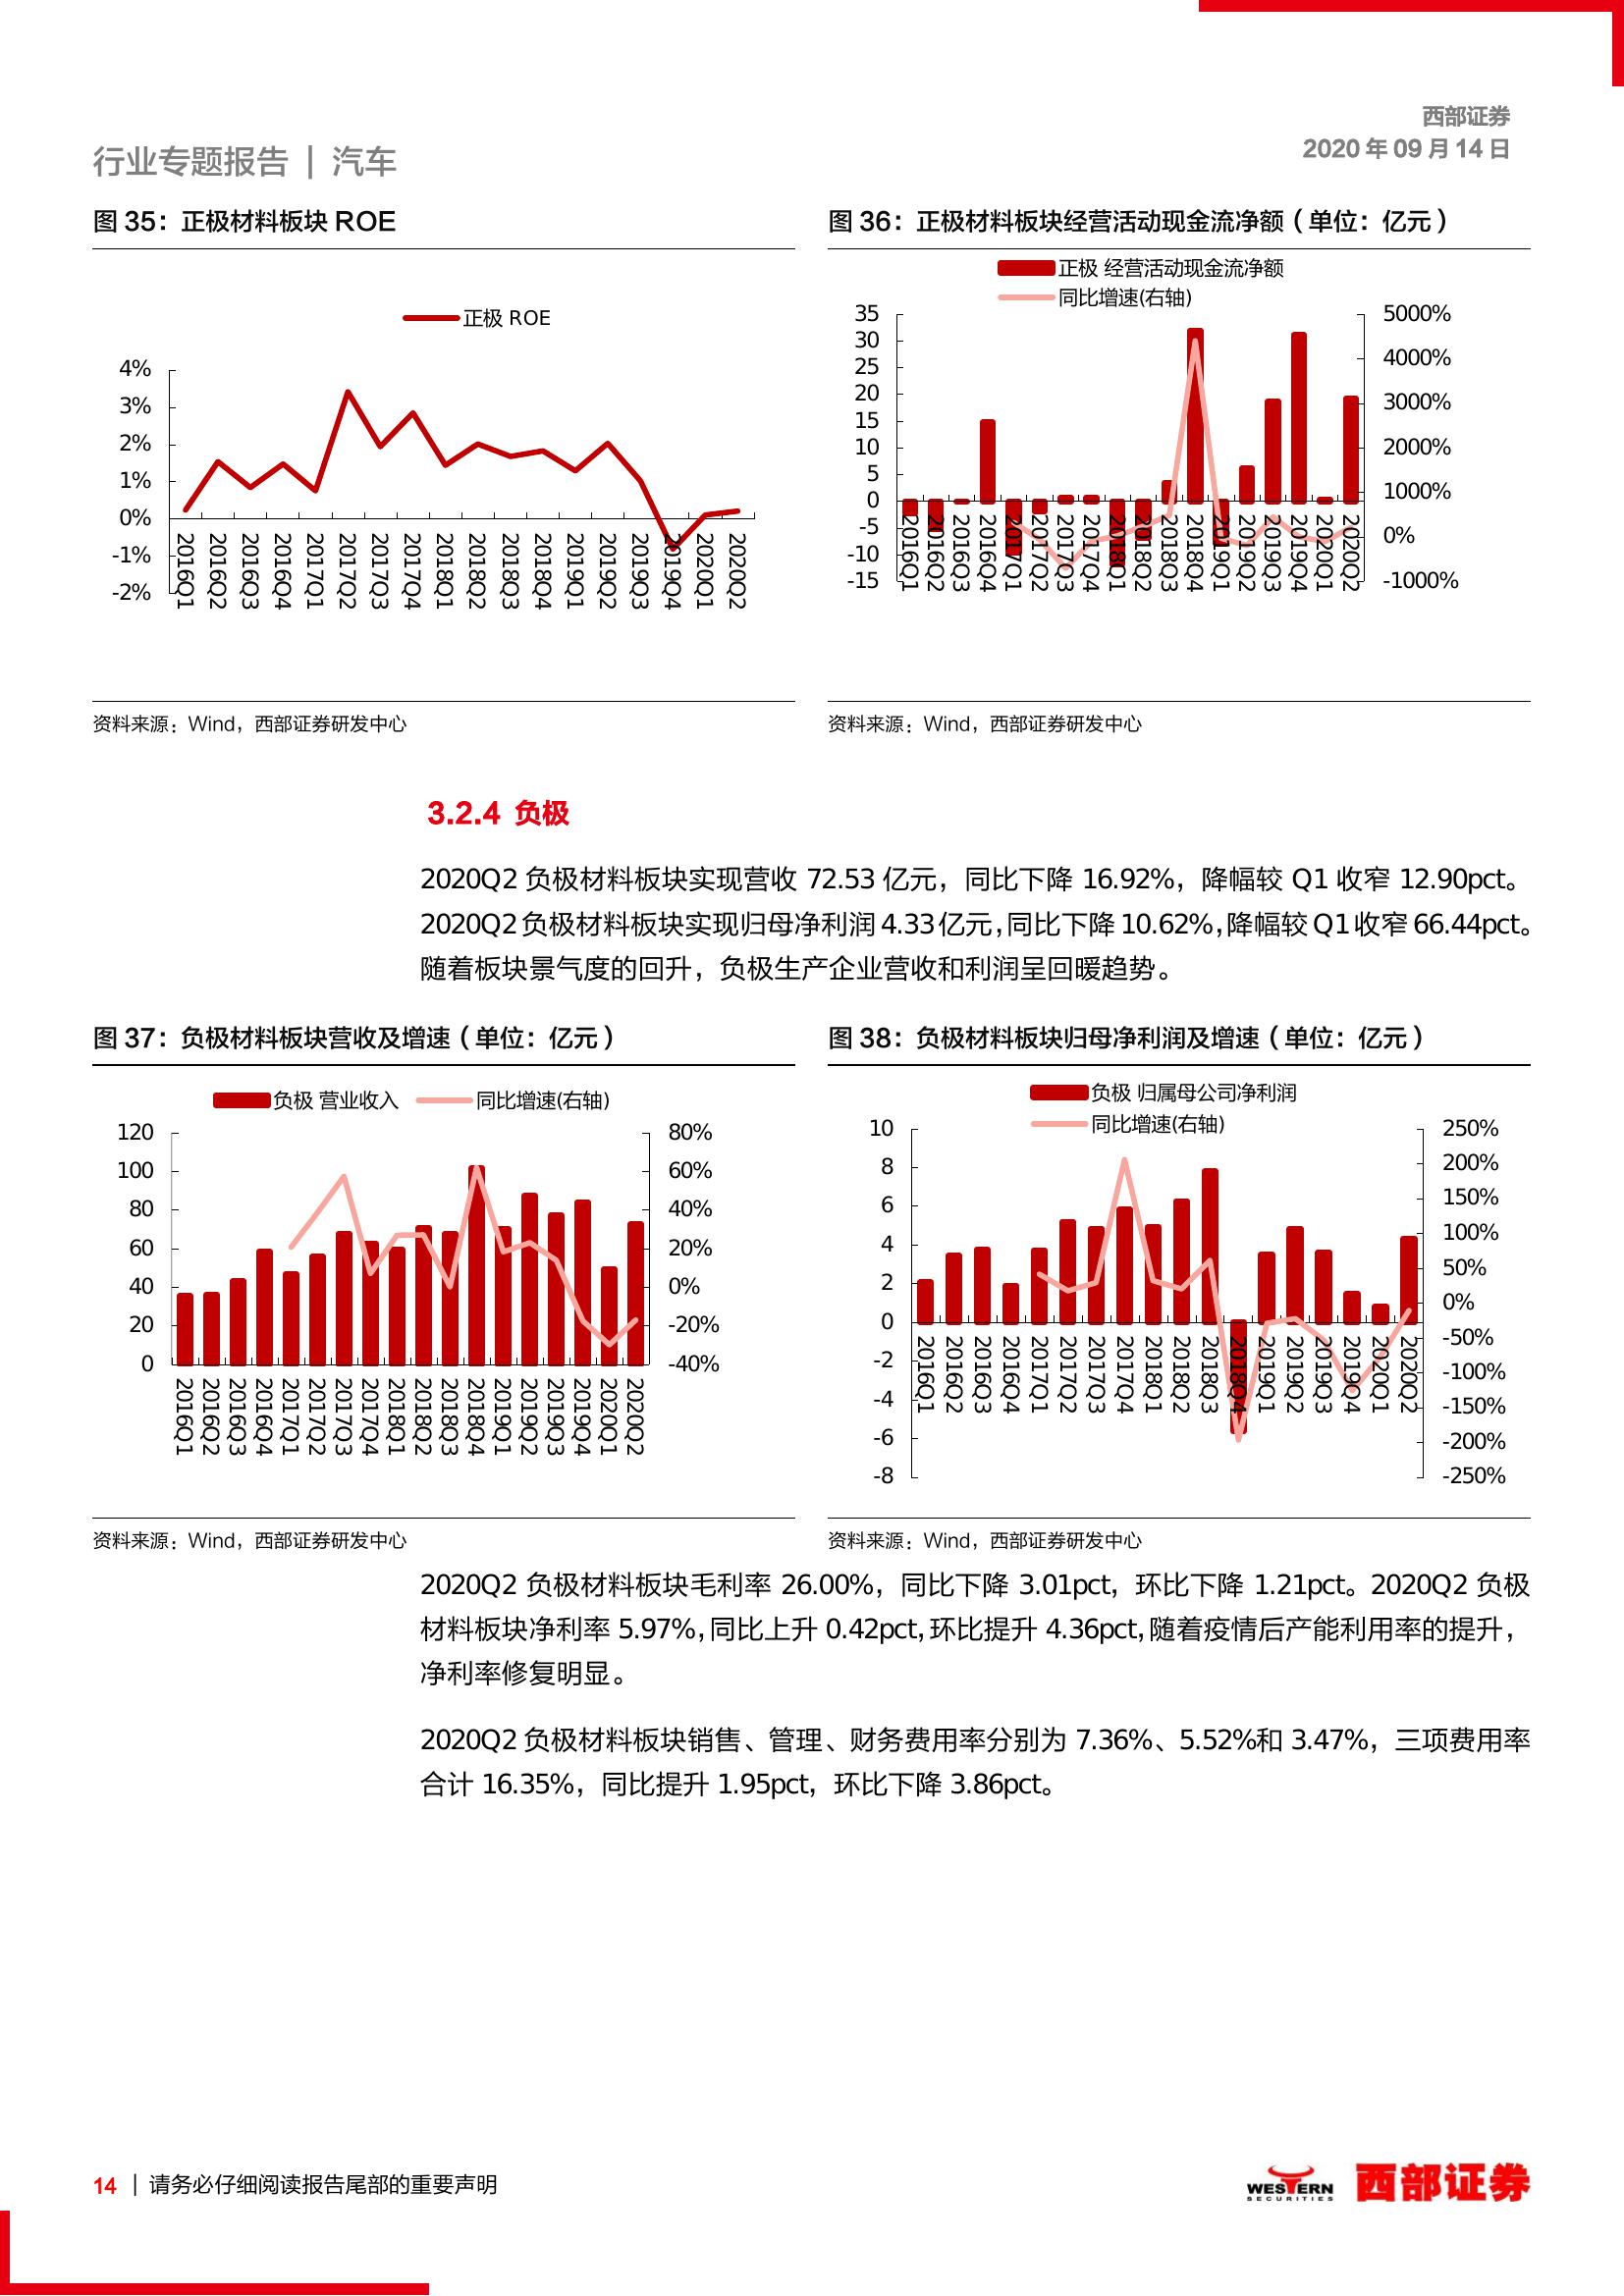 西部证券
2020 年 09 月 14 日
行业专题报告 | 汽车
图 35：正极材料板块 ROE
正极 ROE
4%
3%
2%
1%
0%
-1%
-2%
2016Q1 2016Q2 2016Q3 2016Q4 2017Q1 2017Q2 2017Q3 2017Q4 2018Q1 2018Q2 2018Q3 2018Q4 2019Q1 2019Q2 2019Q3 2019Q4 2020Q1 2020Q2
资料来源：Wind，西部证券研发中心
图 36：正极材料板块经营活动现金流净额（单位：亿元）
正极 经营活动现金流净额
同比增速(右轴)
35
30
25
20
15
10
5
0
-5
-10
-15
5000%
4000%
3000%
2000%
1000%
0%
-1000%
2016Q1 2016Q2 2016Q3 2016Q4 2017Q1 2017Q2 2017Q3 2017Q4 2018Q1 2018Q2 2018Q3 2018Q4 2019Q1 2019Q2 2019Q3 2019Q4 2020Q1 2020Q2
资料来源：Wind，西部证券研发中心
3.2.4 负极
2020Q2 负极材料板块实现营收 72.53 亿元，同比下降 16.92%，降幅较 Q1 收窄 12.90pct。
2020Q2 负极材料板块实现归母净利润 4.33 亿元，同比下降 10.62%，降幅较 Q1 收窄 66.44pct。
随着板块景气度的回升，负极生产企业营收和利润呈回暖趋势。
图 37：负极材料板块营收及增速（单位：亿元）
负极 营业收入 同比增速(右轴)
120
100
80
60
40
20
0
80%
60%
40%
20%
0%
-20%
-40%
2016Q1 2016Q2 2016Q3 2016Q4 2017Q1 2017Q2 2017Q3 2017Q4 2018Q1 2018Q2 2018Q3 2018Q4 2019Q1 2019Q2 2019Q3 2019Q4 2020Q1 2020Q2
资料来源：Wind，西部证券研发中心
图 38：负极材料板块归母净利润及增速（单位：亿元）
负极 归属母公司净利润
同比增速(右轴)
10
8
6
4
2
0
-2
-4
-6
-8
250%
200%
150%
100%
50%
0%
-50%
-100%
-150%
-200%
-250%
2016Q1 2016Q2 2016Q3 2016Q4 2017Q1 2017Q2 2017Q3 2017Q4 2018Q1 2018Q2 2018Q3 2018Q4 2019Q1 2019Q2 2019Q3 2019Q4 2020Q1 2020Q2
资料来源：Wind，西部证券研发中心
2020Q2 负极材料板块毛利率 26.00%，同比下降 3.01pct，环比下降 1.21pct。2020Q2 负极
材料板块净利率 5.97%，同比上升 0.42pct，环比提升 4.36pct，随着疫情后产能利用率的提升，
净利率修复明显。
2020Q2 负极材料板块销售、管理、财务费用率分别为 7.36%、5.52%和 3.47%，三项费用率
合计 16.35%，同比提升 1.95pct，环比下降 3.86pct。
14 | 请务必仔细阅读报告尾部的重要声明
WESTERN
SECURITIES
西部证券